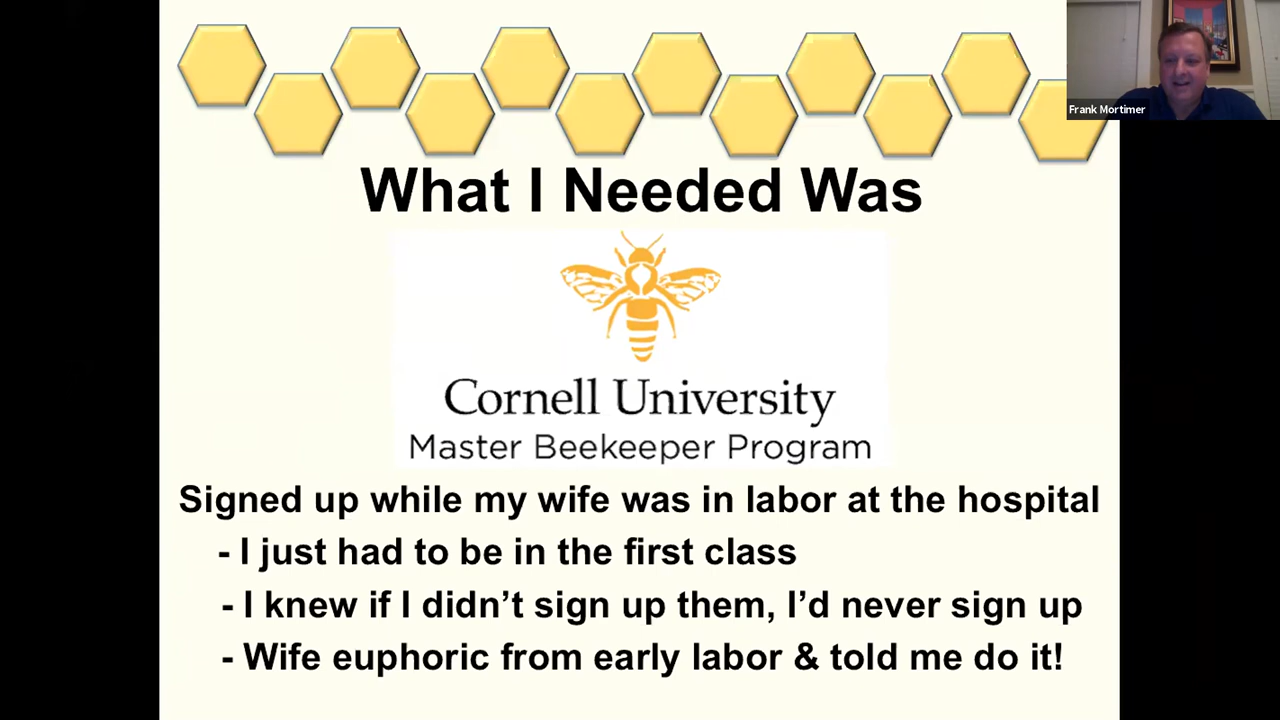 Frank Mortimer
What I Needed Was
Cornell University
Master Beekeeper Program
Signed up while my wife was in labor at the hospital
- I just had to be in the first class
- I knew if I didn’t sign up them, I’d never sign up
- Wife euphoric from early labor & told me do it!